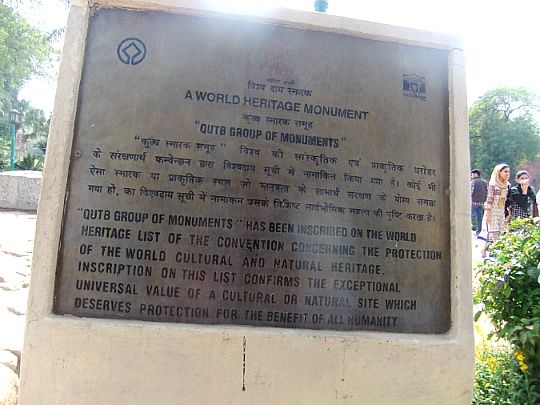 विश्व दाय स्मारक
A WORLD HERITAGE MONUMENT
कुतुब स्मारक समूह
"QUTB GROUP OF MONUMENTS"
"कुतुब स्मारक समूह" विश्व की सांस्कृतिक एवं प्राकृतिक धरोहर
के संरक्षणार्थ कन्वेन्शन द्वारा विश्वदाय सूची में नामांकित किया गया है। कोई भी
ऐसा स्मारक या प्राकृतिक स्थल जो मानवता के लाभार्थ संरक्षण के योग्य समझा
गया हो, का विश्वदाय सूची में नामांकन उसके विशिष्ट सार्वभौमिक महत्व की पुष्टि करता है।
"QUTB GROUP OF MONUMENTS" HAS BEEN INSCRIBED ON THE WORLD
HERITAGE LIST OF THE CONVENTION CONCERNING THE PROTECTION
OF THE WORLD CULTURAL AND NATURAL HERITAGE.
INSCRIPTION ON THIS LIST CONFIRMS THE EXCEPTIONAL
UNIVERSAL VALUE OF A CULTURAL OR NATURAL SITE WHICH
DESERVES PROTECTION FOR THE BENEFIT OF ALL HUMANITY